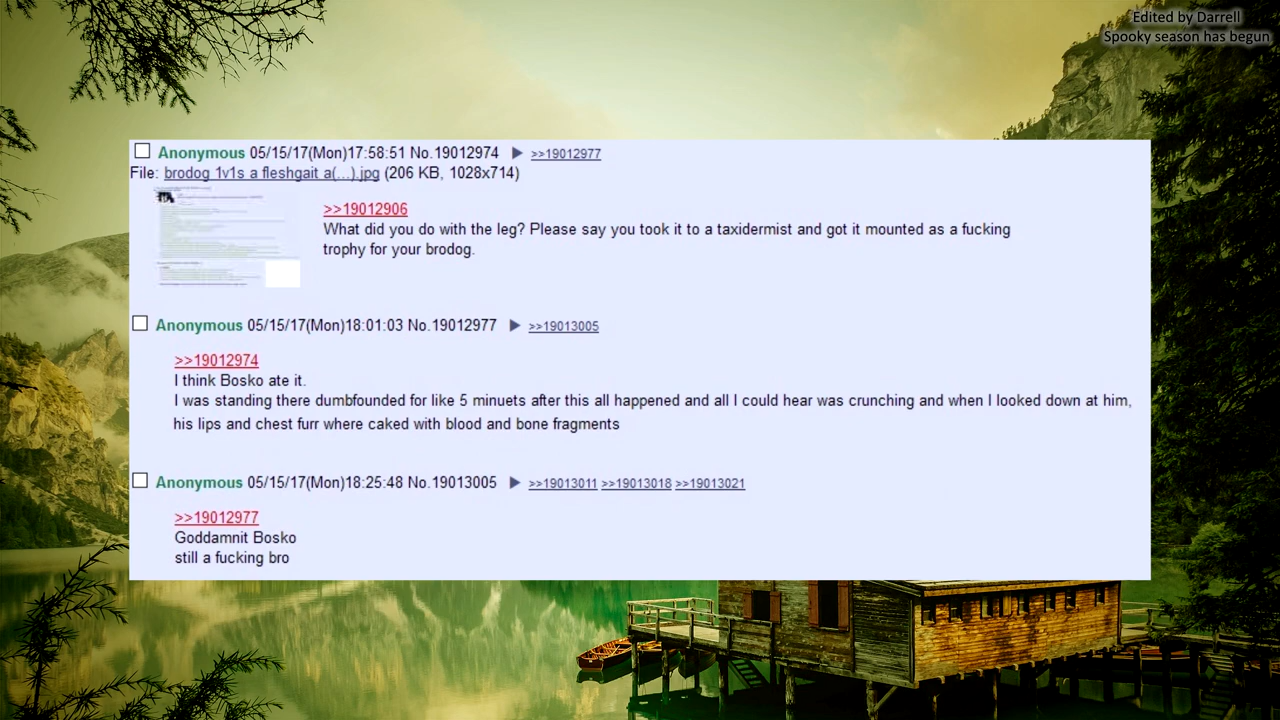 Edited by Darrell
Spooky season has begun
Anonymous 05/15/17(Mon)17:58:51 No.19012974 ▶ >>19012977
File: brodog 1v1s a fleshgait a(...).jpg (206 KB, 1028x714)
>>19012906
What did you do with the leg? Please say you took it to a taxidermist and got it mounted as a fucking
trophy for your brodog.
Anonymous 05/15/17(Mon)18:01:03 No.19012977 ▶ >>19013005
>>19012974
I think Bosko ate it.
I was standing there dumbfounded for like 5 minuets after this all happened and all I could hear was crunching and when I looked down at him,
his lips and chest furr where caked with blood and bone fragments
Anonymous 05/15/17(Mon)18:25:48 No.19013005 ▶ >>19013011 >>19013018 >>19013021
>>19012977
Goddamnit Bosko
still a fucking bro